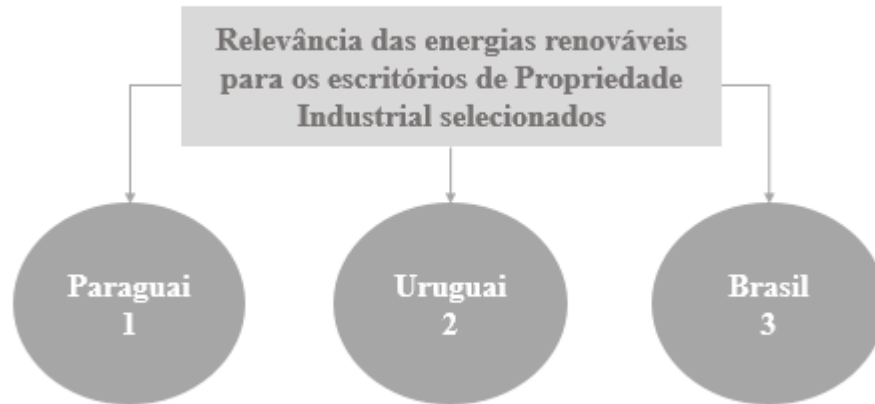 Relevância das energias renováveis
para os escritórios de Propriedade
Industrial selecionados
Paraguai
1
Uruguai
2
Brasil
3